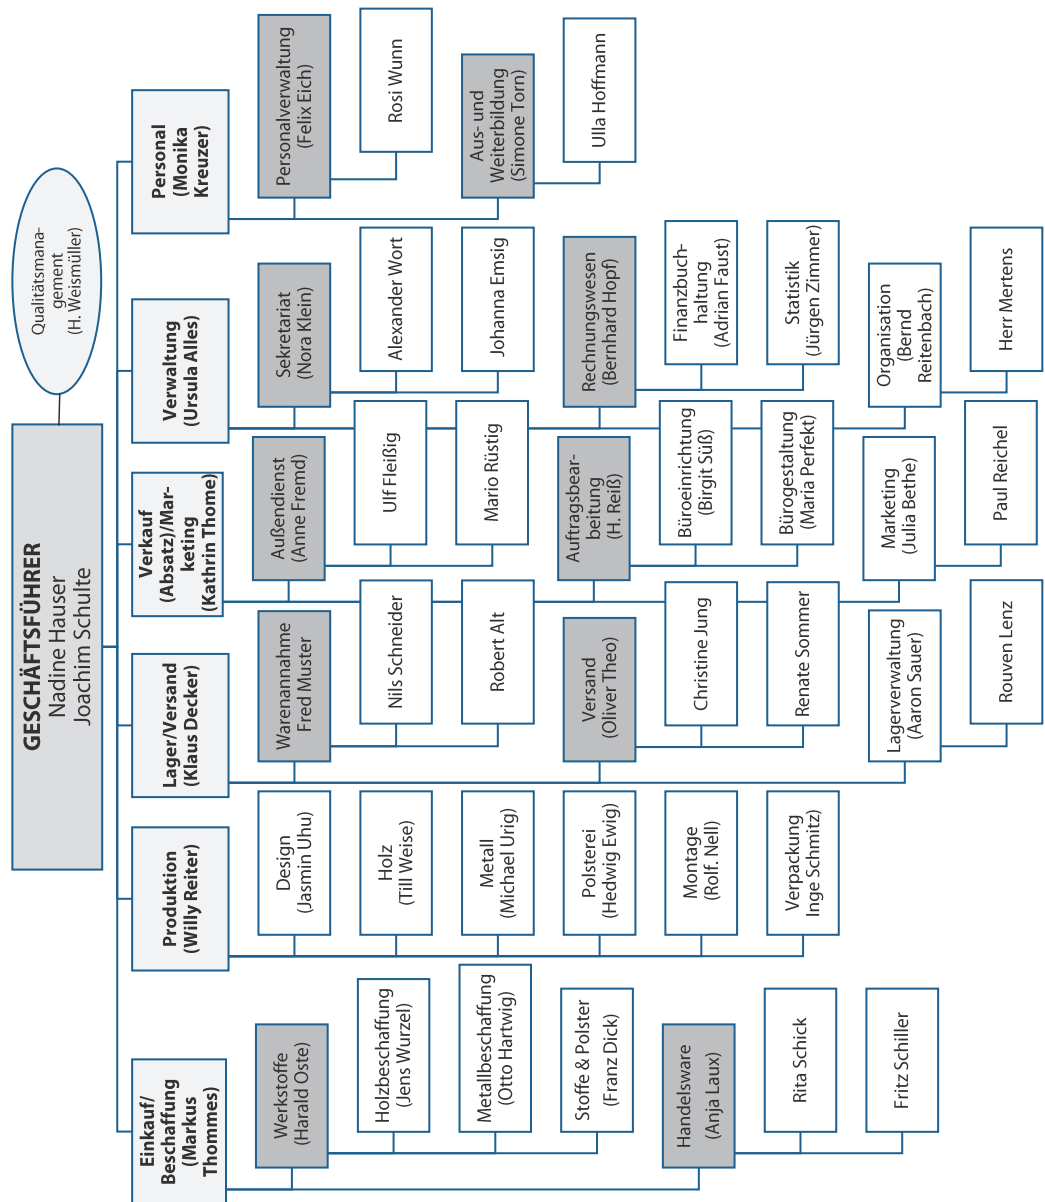 GESCHÄFTSFÜHRER
Nadine Hauser
Joachim Schulte
Qualitätsmana-
gement
(H. Weismüller)
Einkauf/
Beschaffung
(Markus
Thommes)
Werkstoffe
(Harald Oste)
Holzbeschaffung
(Jens Wurzel)
Metallbeschaffung
(Otto Hartwig)
Stoffe & Polster
(Franz Dick)
Handelsware
(Anja Laux)
Rita Schick
Fritz Schiller
Produktion
(Willy Reiter)
Design
(Jasmin Uhu)
Holz
(Till Weise)
Metall
(Michael Urig)
Polsterei
(Hedwig Ewig)
Montage
(Rolf. Nell)
Verpackung
Inge Schmitz)
Lager/Versand
(Klaus Decker)
Warenannahme
Fred Muster
Nils Schneider
Robert Alt
Versand
(Oliver Theo)
Christine Jung
Renate Sommer
Lagerverwaltung
(Aaron Sauer)
Rouven Lenz
Verkauf
(Absatz)/Mar-
keting
(Kathrin Thome)
Außendienst
(Anne Fremd)
Ulf Fleißig
Mario Rüstig
Auftragsbear-
beitung
(H. Reiß)
Büroeinrichtung
(Birgit Süß)
Bürogestaltung
(Maria Perfekt)
Marketing
(Julia Bethe)
Paul Reichel
Verwaltung
(Ursula Alles)
Sekretariat
(Nora Klein)
Alexander Wort
Johanna Emsig
Rechnungswesen
(Bernhard Hopf)
Finanzbuch-
haltung
(Adrian Faust)
Statistik
(Jürgen Zimmer)
Organisation
(Bernd
Reitenbach)
Herr Mertens
Personal
(Monika
Kreuzer)
Personalverwaltung
(Felix Eich)
Rosi Wunn
Aus- und
Weiterbildung
(Simone Torn)
Ulla Hoffmann